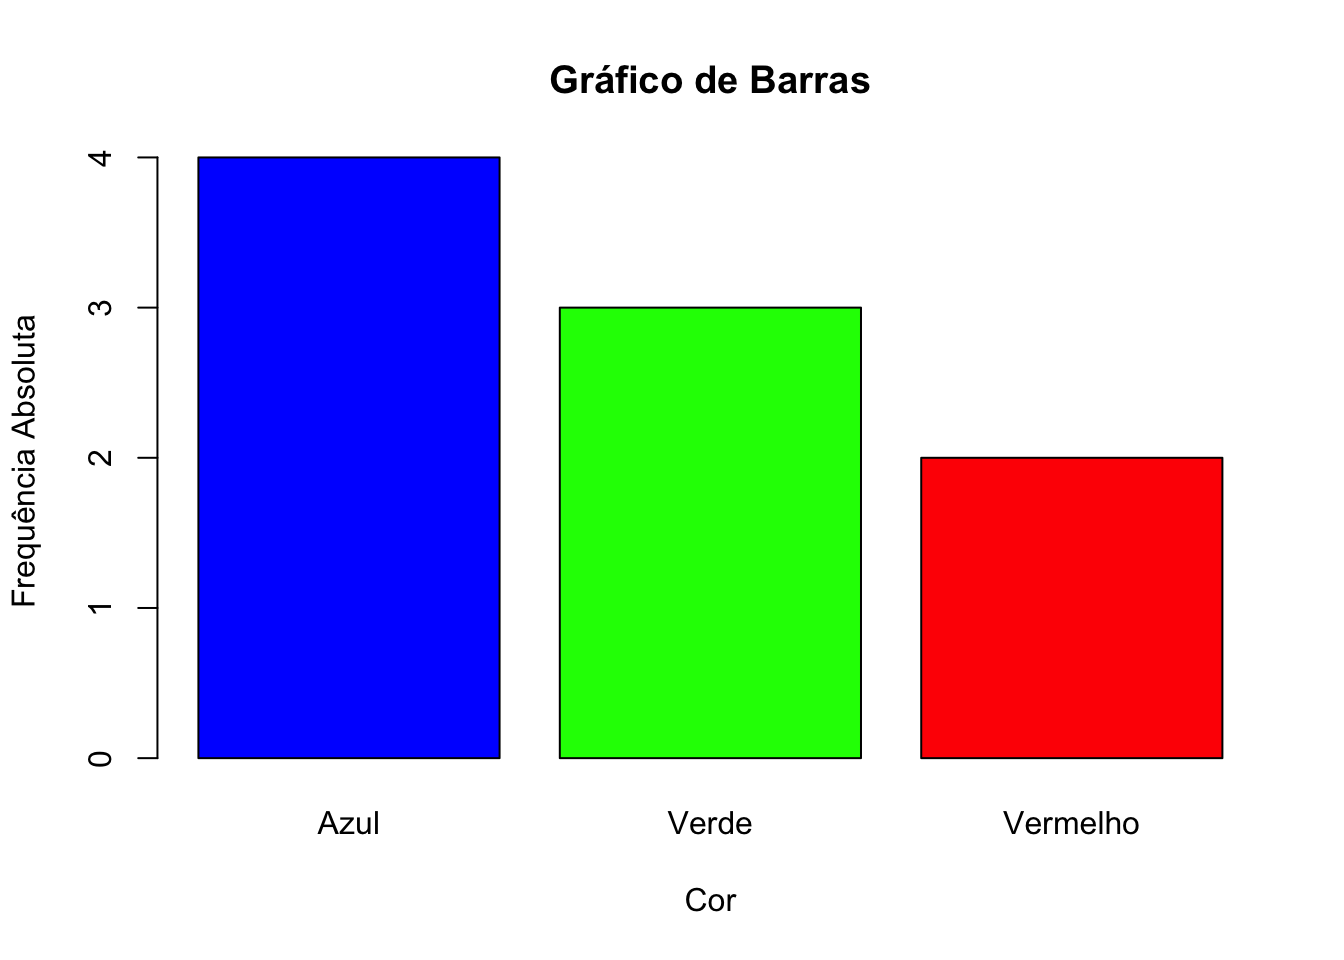 Gráfico de Barras
4
3
2
1
0
Frequência Absoluta
Azul
Verde
Vermelho
Cor